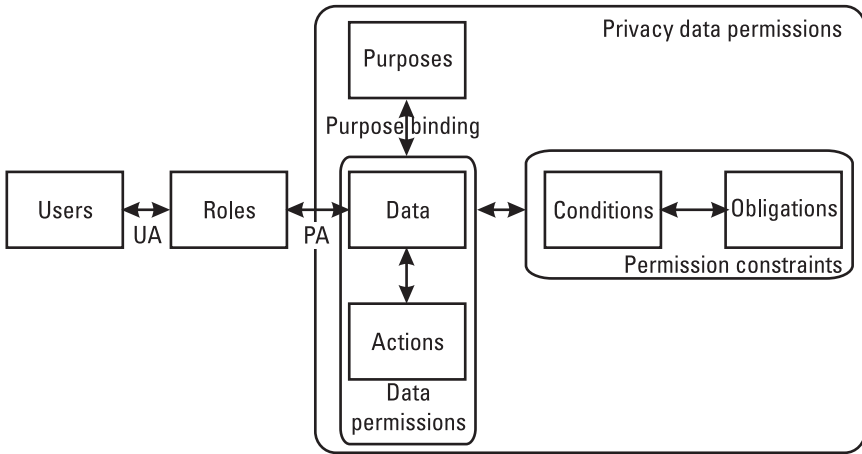 Privacy data permissions
Purposes
Purpose binding
Users
UA
Roles
PA
Data
Conditions
Obligations
Permission constraints
Actions
Data
permissions